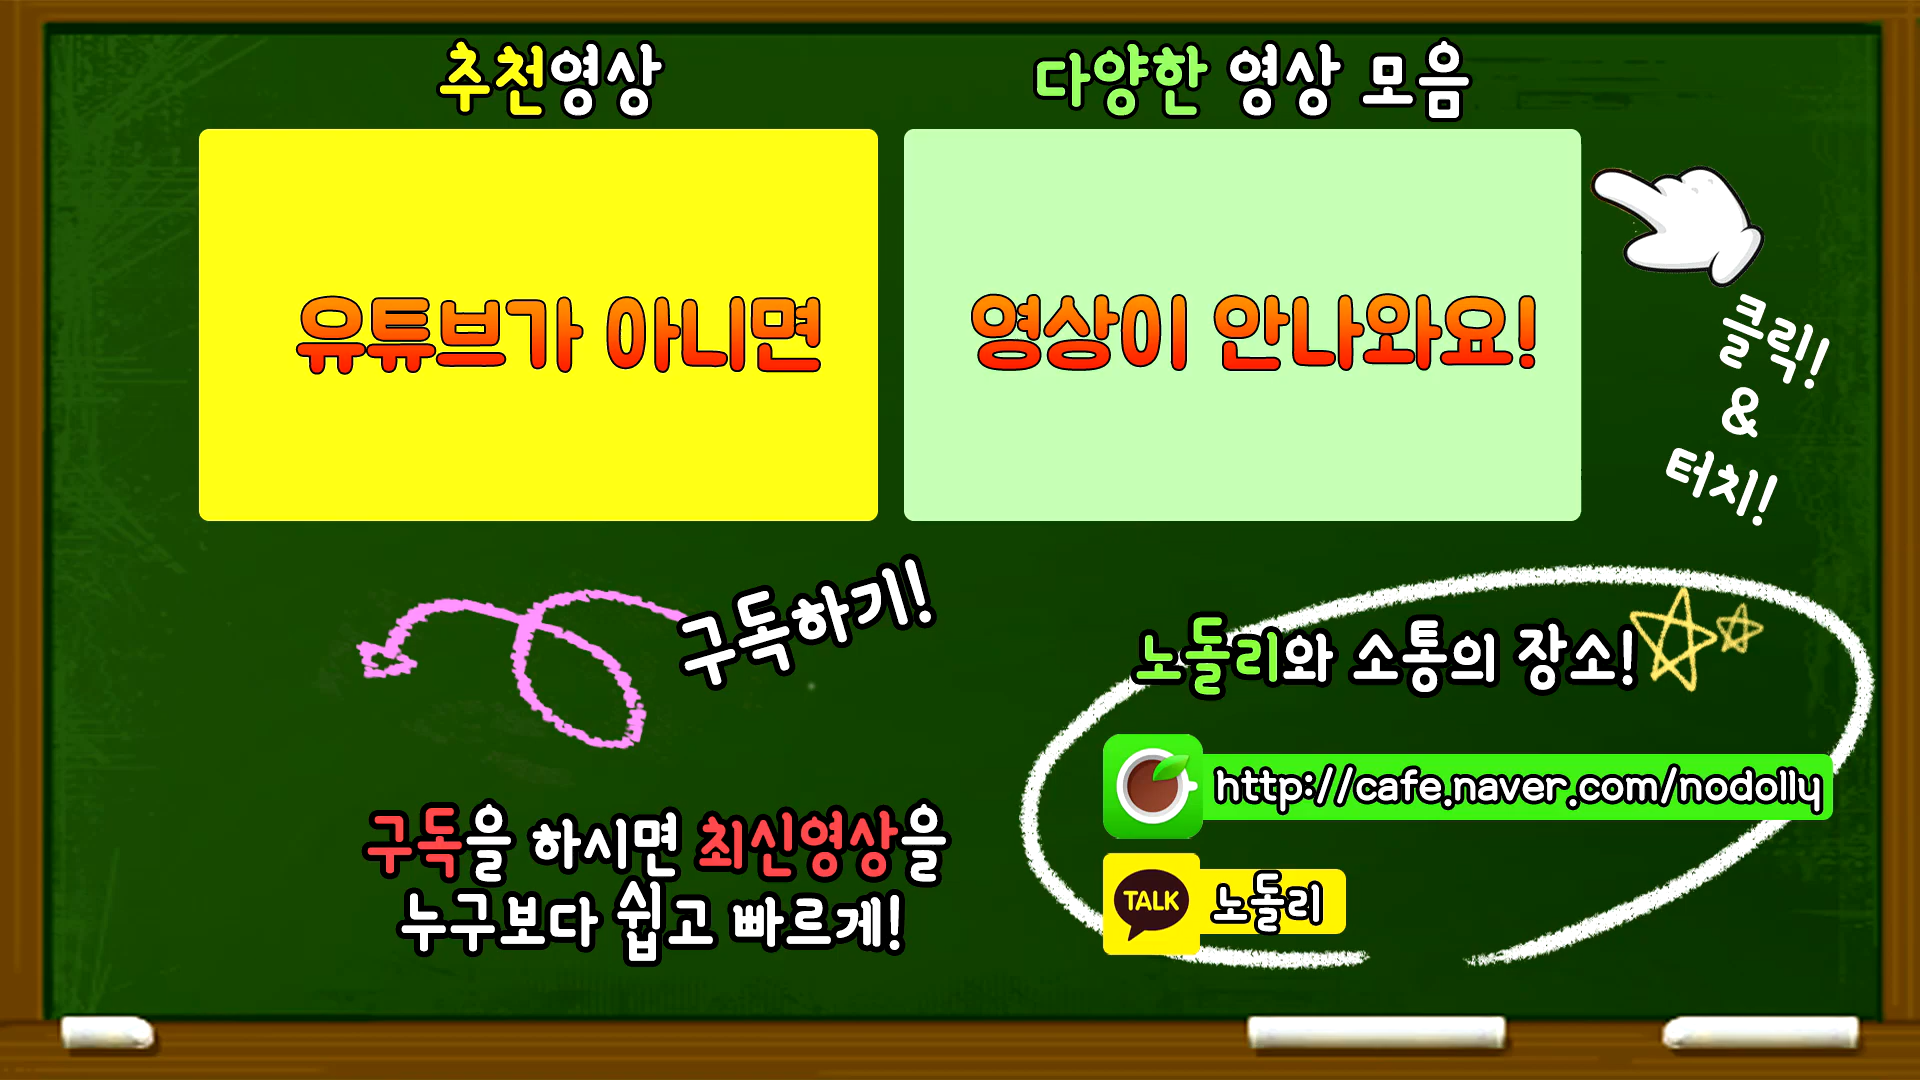 추천영상
다양한 영상 모음
유튜브가 아니면
영상이 안나와요!
클릭!
&
터치!
구독하기!
노돌리와 소통의 장소!
http://cafe.naver.com/nodolly
TALK
노돌리
구독을 하시면 최신영상을
누구보다 쉽고 빠르게!